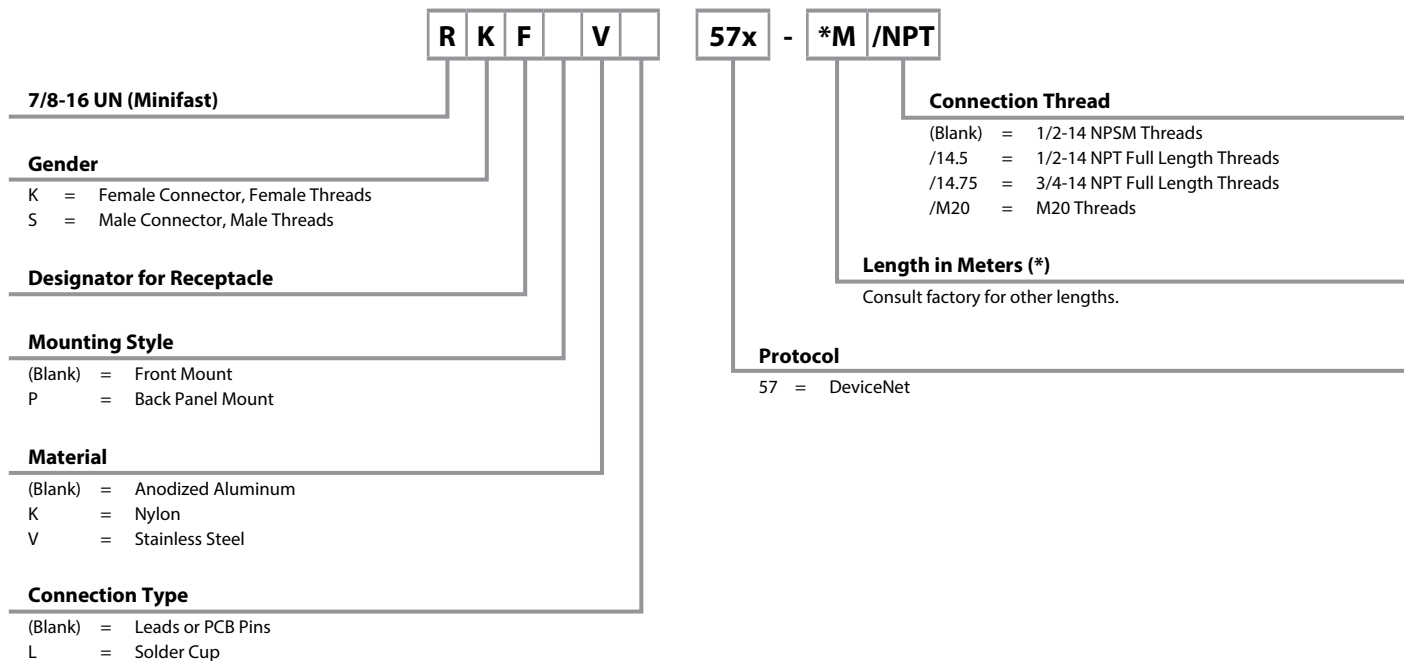 R K F V 57x - *M /NPT
7/8-16 UN (Minifast)
Gender
K = Female Connector, Female Threads
S = Male Connector, Male Threads
Designator for Receptacle
Mounting Style
(Blank) = Front Mount
P = Back Panel Mount
Material
(Blank) = Anodized Aluminum
K = Nylon
V = Stainless Steel
Connection Type
(Blank) = Leads or PCB Pins
L = Solder Cup
Connection Thread
(Blank) = 1/2-14 NPSM Threads
/14.5 = 1/2-14 NPT Full Length Threads
/14.75 = 3/4-14 NPT Full Length Threads
/M20 = M20 Threads
Length in Meters (*)
Consult factory for other lengths.
Protocol
57 = DeviceNet